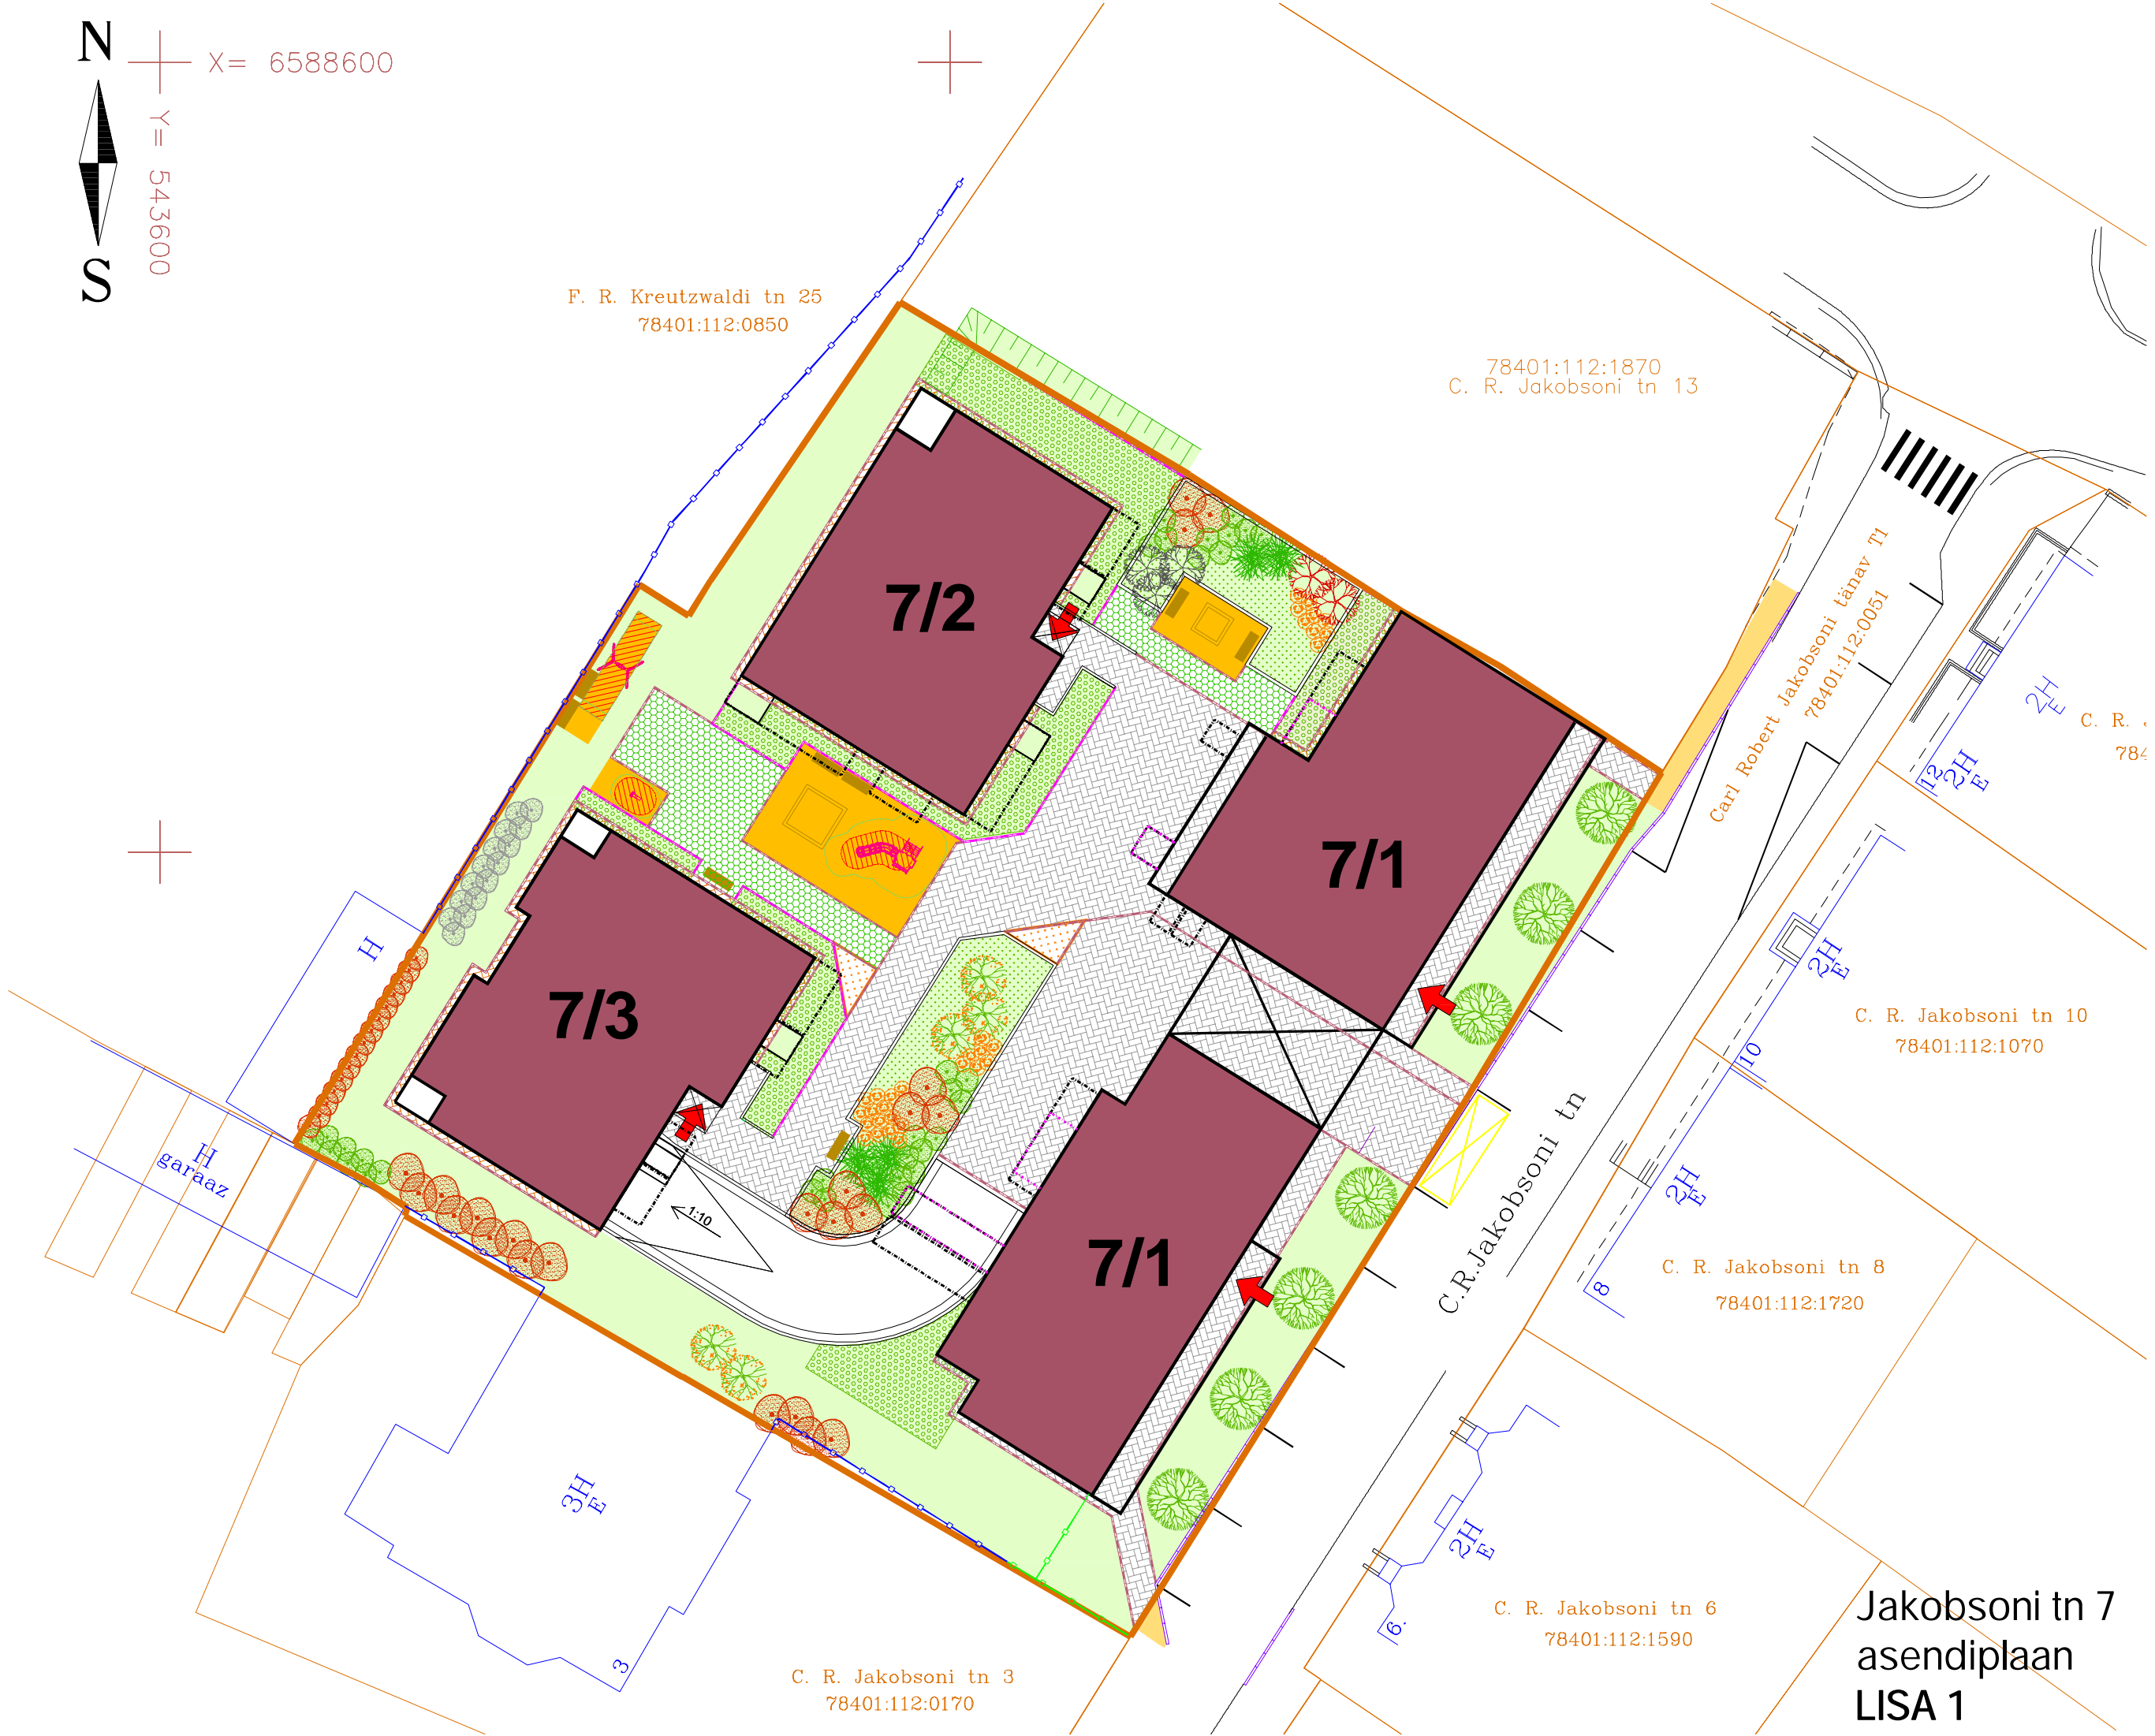 N
X= 6588600
Y= 543600
S
F. R. Kreutzwaldi tn 25
78401:112:0850
78401:112:1870
C. R. Jakobsoni tn 13
Carl Robert Jakobsoni tänav T1
78401:112:0051
7/2
7/1
7/3
7/1
1:10
H
H
garaaz
2H
E
C. R.
784
12
2H
E
2H
E
C. R. Jakobsoni tn 10
78401:112:1070
10
2H
E
C.R.Jakobsoni tn
C. R. Jakobsoni tn 8
78401:112:1720
8
3H
E
3
2H
E
6.
C. R. Jakobsoni tn 6
78401:112:1590
C. R. Jakobsoni tn 3
78401:112:0170
Jakobsoni tn 7
asendiplaan
LISA 1